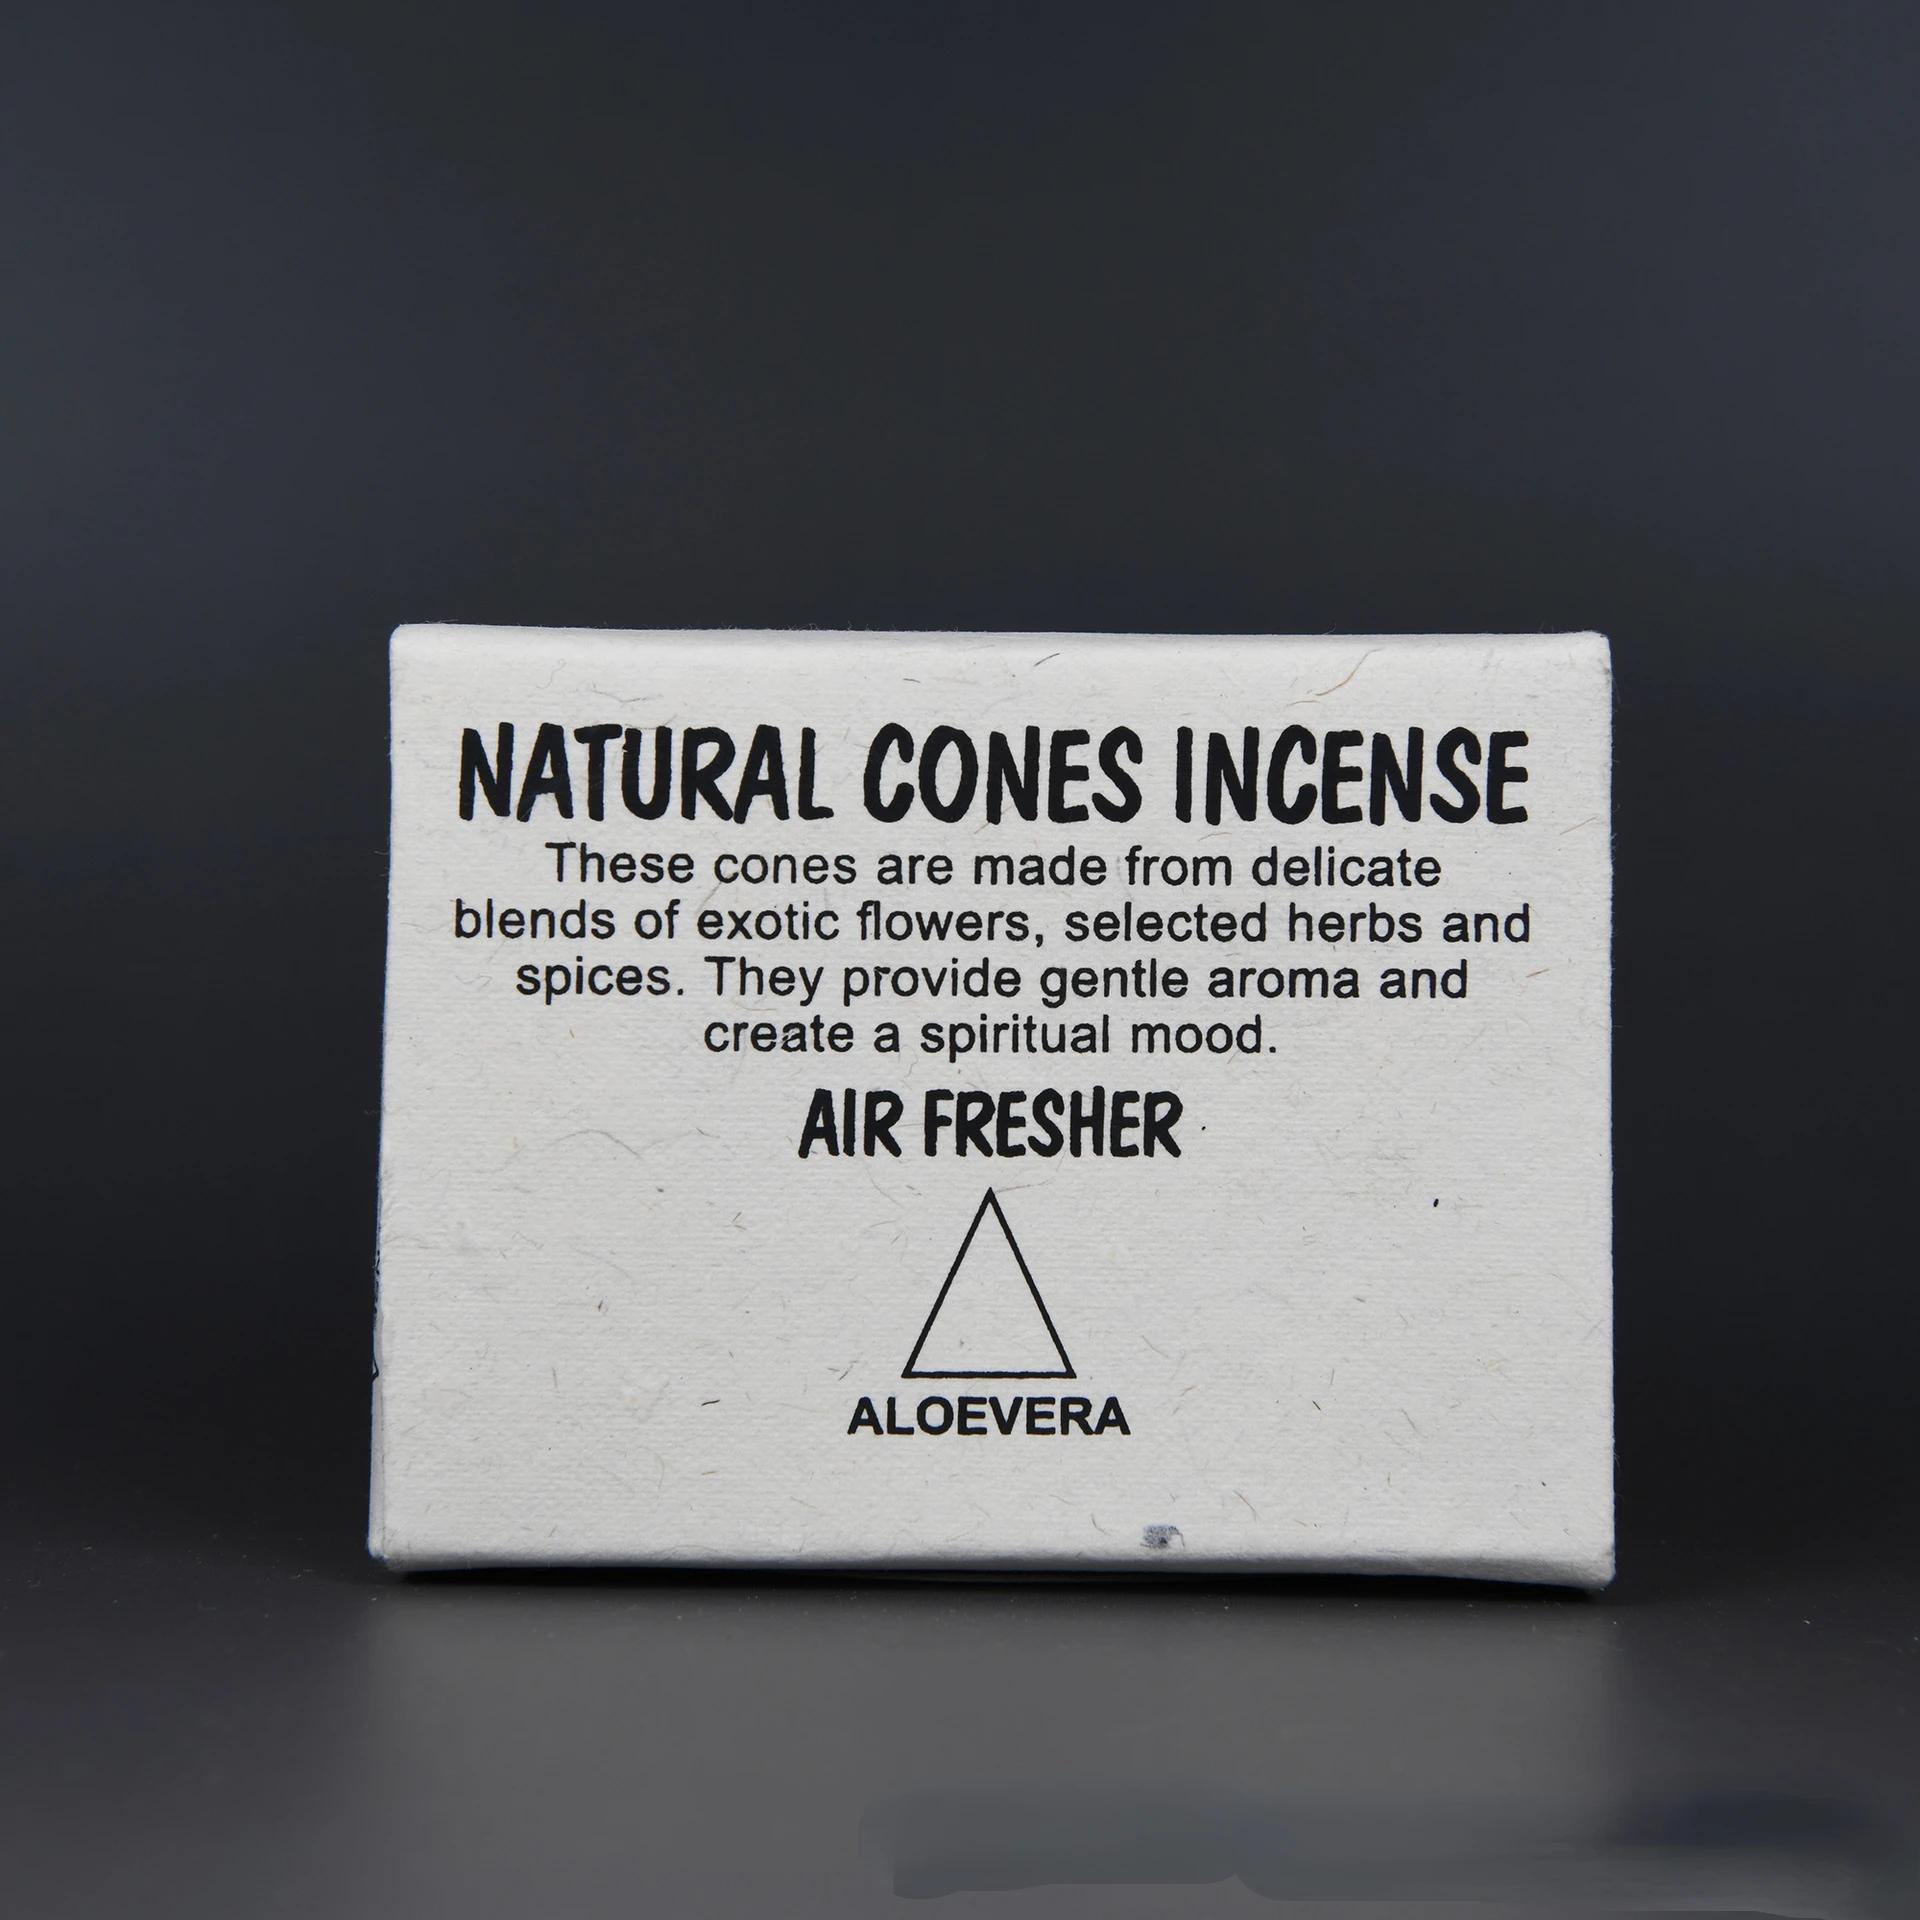 NATURAL CONES INCENSE
These cones are made from delicate
blends of exotic flowers, selected herbs and
spices. They provide gentle aroma and
create a spiritual mood.
AIR FRESHER
ALOEVERA